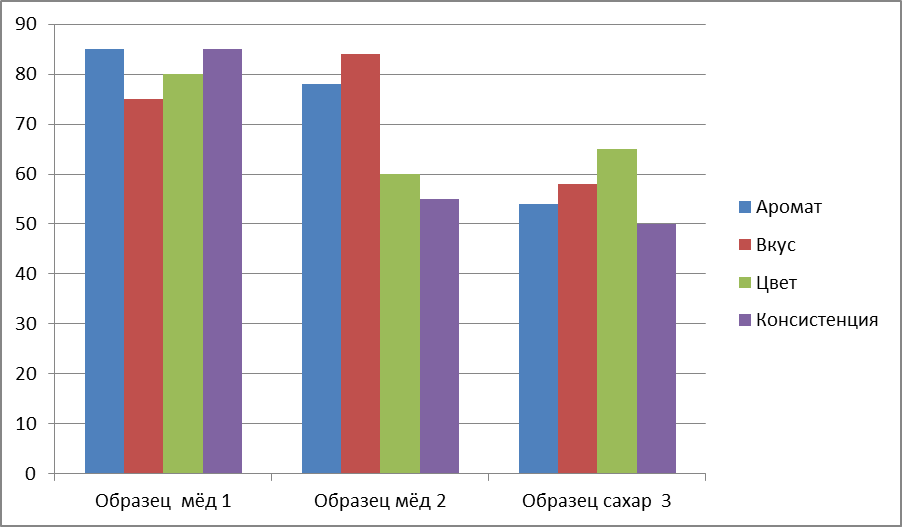 90
80
70
60
50
40
30
20
10
0
Образец  мёд 1
Образец мёд 2
Образец сахар  3
Аромат
Вкус
Цвет
Консистенция